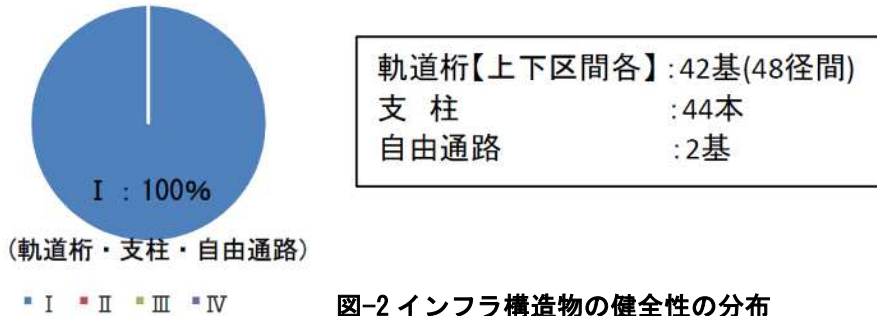 Ⅰ : 100%
(軌道桁・支柱・自由通路)
Ⅰ Ⅱ Ⅲ Ⅳ
軌道桁【上下区間各】:42基(48径間)
支 柱 :44本
自由通路 :2基
図-2 インフラ構造物の健全性の分布